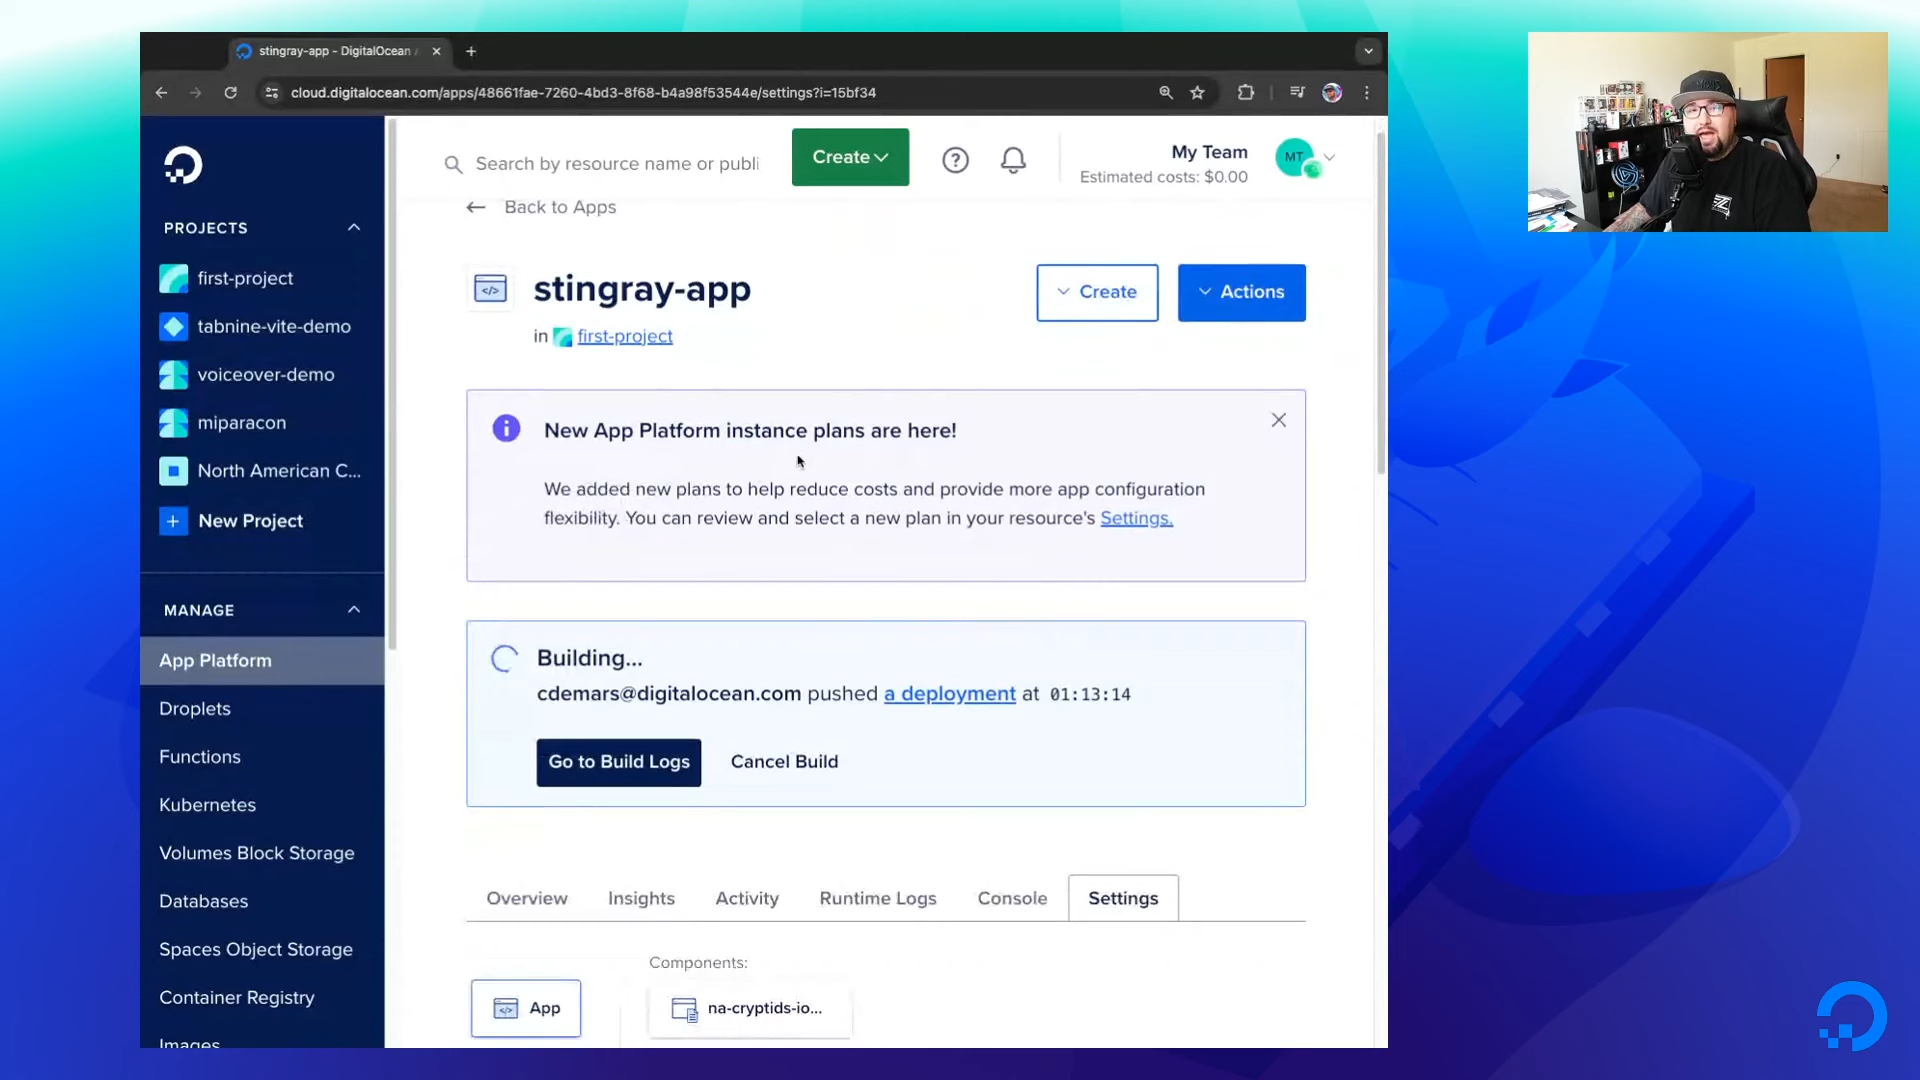 stingray-app - DigitalOcean
cloud.digitalocean.com/apps/48661fae-7260-4bd3-8f68-b4a98f53544e/settings?i=15bf34
Search by resource name or publi
Create
My Team
Estimated costs: $0.00
MT
PROJECTS
first-project
tabnine-vite-demo
voiceover-demo
miparacon
North American C...
New Project
MANAGE
App Platform
Droplets
Functions
Kubernetes
Volumes Block Storage
Databases
Spaces Object Storage
Container Registry
Images
Back to Apps
stingray-app
in first-project
Create
Actions
New App Platform instance plans are here!
We added new plans to help reduce costs and provide more app configuration
flexibility. You can review and select a new plan in your resource's Settings.
Building...
cdemars@digitalocean.com pushed a deployment at 01:13:14
Go to Build Logs Cancel Build
Overview Insights Activity Runtime Logs Console Settings
Components:
App
na-cryptids-io...